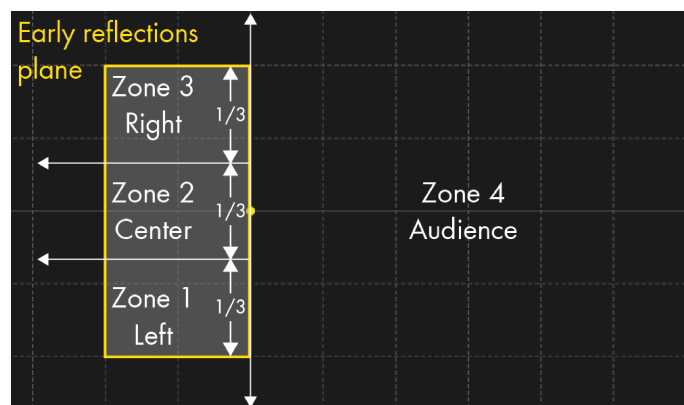 Early reflections
plane
Zone 3
Right
1/3
Zone 2
Center
1/3
Zone 1
Left
1/3
Zone 4
Audience